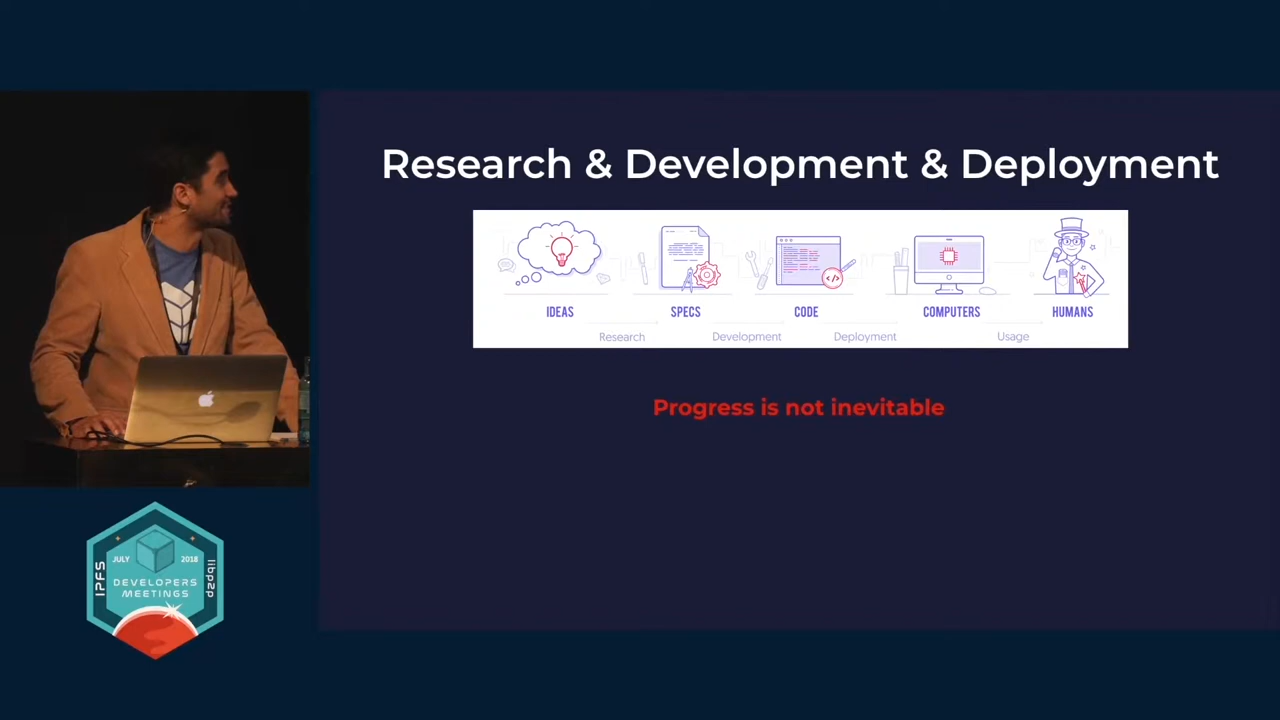 Research & Development & Deployment
IDEAS
SPECS
CODE
COMPUTERS
HUMANS
Research
Development
Deployment
Usage
Progress is not inevitable
JULY
2018
IPFS
libp2p
DEVELOPERS
MEETINGS